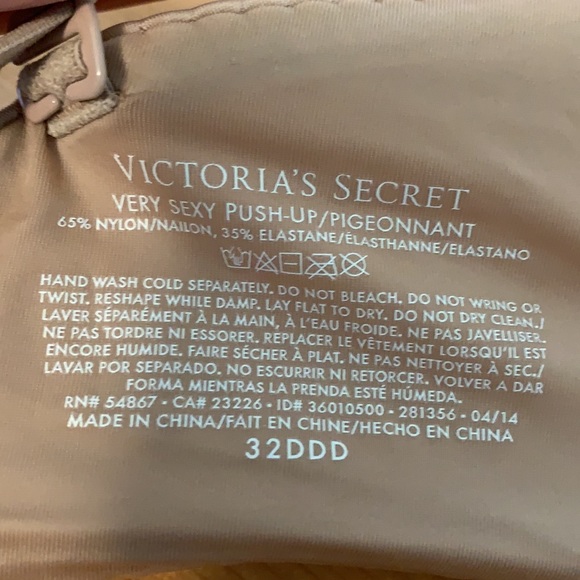 VICTORIA'S SECRET
VERY SEXY PUSH-UP/PIGEONNANT
65% NYLON/NAILON, 35% ELASTANE/ÉLASTHANNE/ELASTANO
HAND WASH COLD SEPARATELY. DO NOT BLEACH. DO NOT WRING OR
TWIST. RESHAPE WHILE DAMP. LAY FLAT TO DRY. DO NOT DRY CLEAN./
LAVER SÉPARÉMENT À LA MAIN, À L'EAU FROIDE. NE PAS JAVELLISER.
NE PAS TORDRE NI ESSORER. REPLACER LE VÊTEMENT LORSQU'IL EST
ENCORE HUMIDE. FAIRE SÉCHER À PLAT. NE PAS NETTOYER À SEC./
LAVAR POR SEPARADO. NO ESCURRIR NI RETORCER. VOLVER A DAR
FORMA MIENTRAS LA PRENDA ESTÉ HÚMEDA.
RN# 54867 - CA# 23226 - ID# 36010500 - 281356 - 04/14
MADE IN CHINA/FAIT EN CHINE/HECHO EN CHINA
32DDD